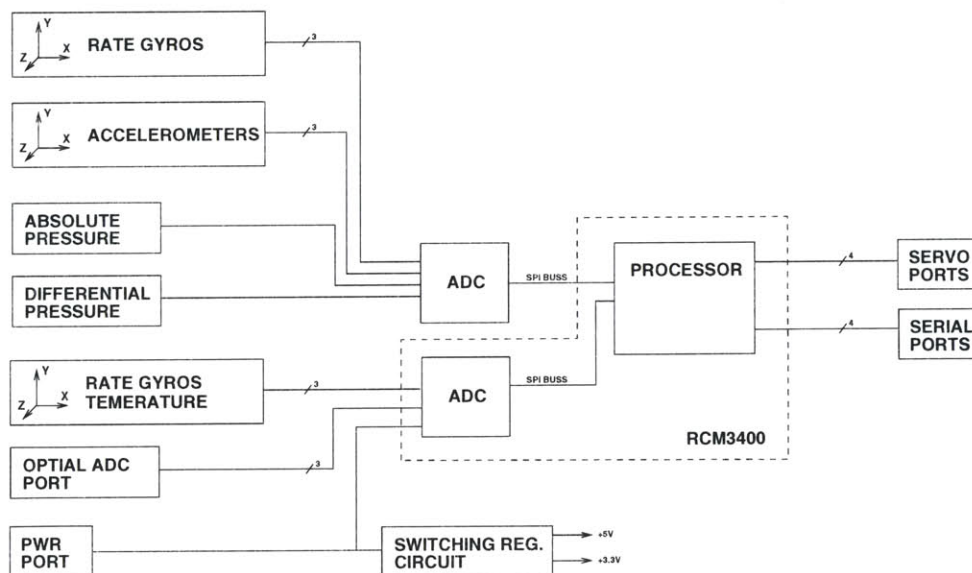 Y
X
Z
RATE GYROS
3
Y
X
Z
ACCELEROMETERS
3
ABSOLUTE
PRESSURE
DIFFERENTIAL
PRESSURE
ADC
SPI BUSS
PROCESSOR
4
SERVO
PORTS
4
SERIAL
PORTS
Y
X
Z
RATE GYROS
TEMERATURE
3
ADC
SPI BUSS
RCM3400
OPTIAL ADC
PORT
3
PWR
PORT
SWITCHING REG.
CIRCUIT
+5V
+3.3V